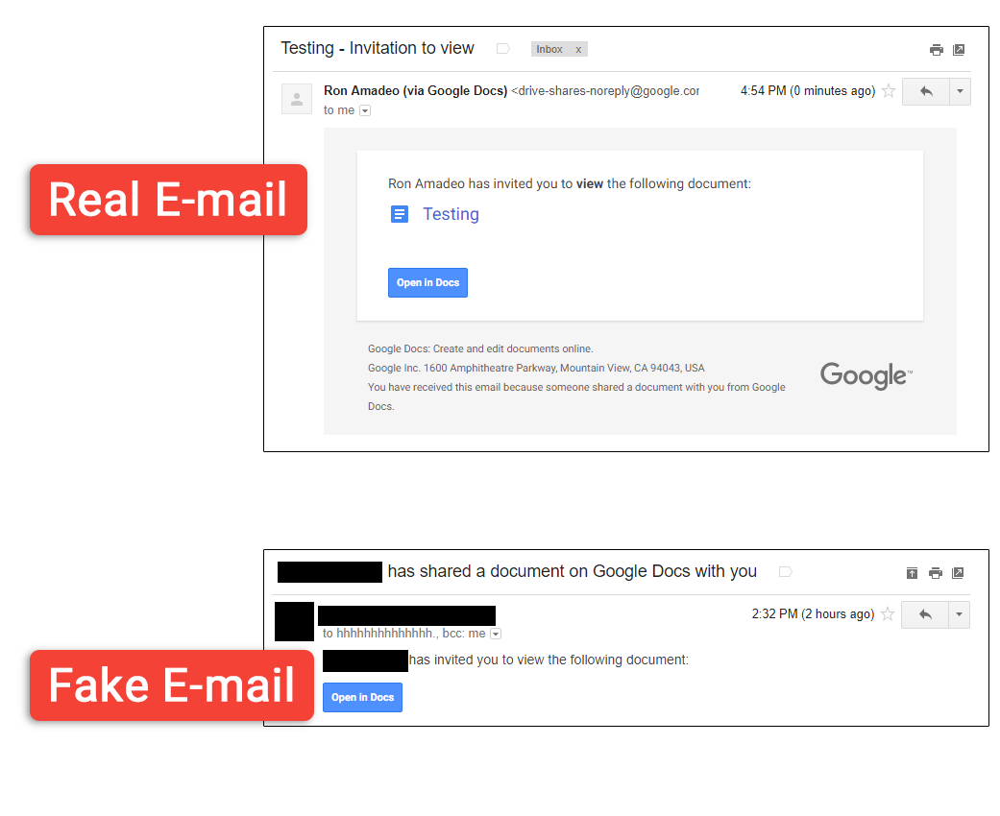 Testing - Invitation to view
Inbox x
Ron Amadeo (via Google Docs) <drive-shares-noreply@google.cor
4:54 PM (0 minutes ago)
to me
Real E-mail
Ron Amadeo has invited you to view the following document:
Testing
Open in Docs
Google Docs: Create and edit documents online.
Google Inc. 1600 Amphitheatre Parkway, Mountain View, CA 94043, USA
You have received this email because someone shared a document with you from Google
Docs.
Google™
has shared a document on Google Docs with you
2:32 PM (2 hours ago)
to hhhhhhhhhhhhhh., bcc: me
Fake E-mail
has invited you to view the following document:
Open in Docs